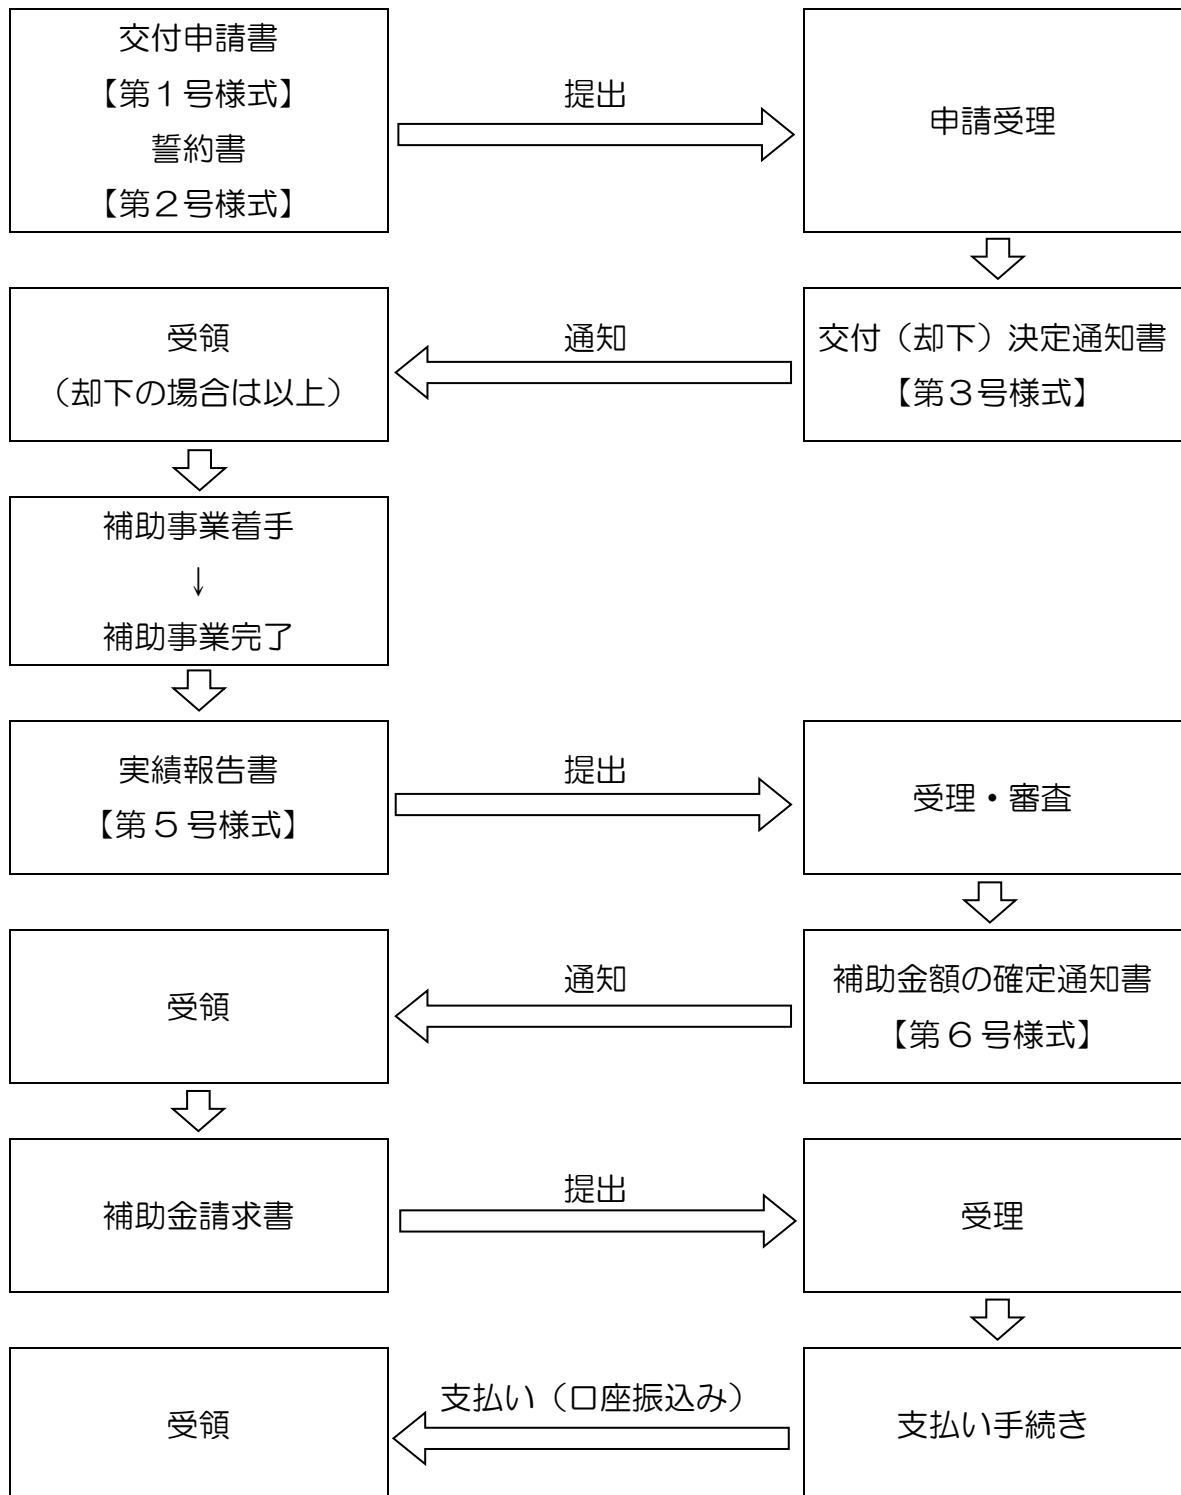 交付申請書
【第１号様式】
誓約書
【第２号様式】
提出
申請受理
受領
（却下の場合は以上）
通知
交付（却下）決定通知書
【第３号様式】
補助事業着手
↓
補助事業完了
実績報告書
【第５号様式】
提出
受理・審査
受領
通知
補助金額の確定通知書
【第６号様式】
補助金請求書
提出
受理
受領
支払い（口座振込み）
支払い手続き